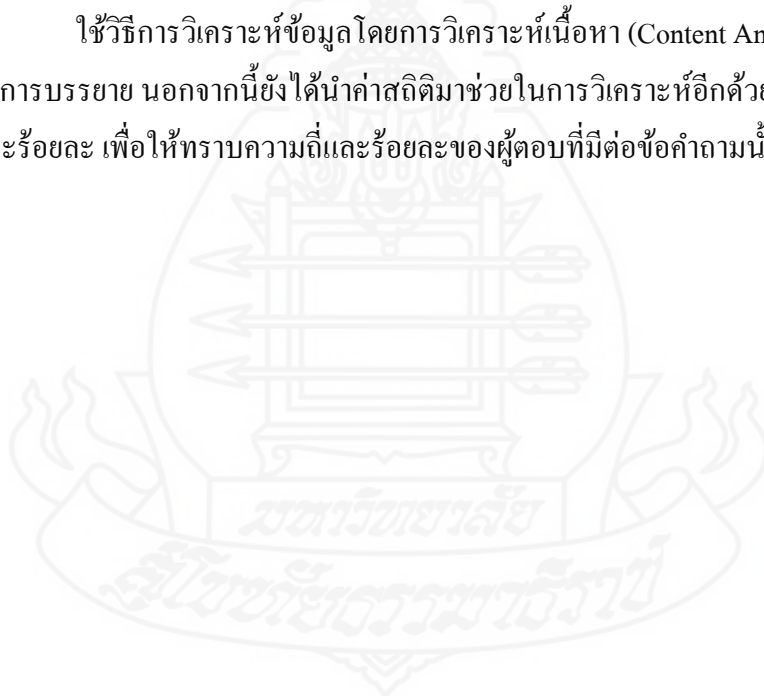 ใช้วิธีการวิเคราะห์ข้อมูลโดยการวิเคราะห์เนื้อหา (Content An
การบรรยาย นอกจากนี้ยังได้นำค่าสถิติมาช่วยในการวิเคราะห์อีกด้วย
ะร้อยละ เพื่อให้ทราบความถี่และร้อยละของผู้ตอบที่มีต่อข้อคำถามนั้
มหาวิทยาลัย
สุโขทัยธรรมาธิราช